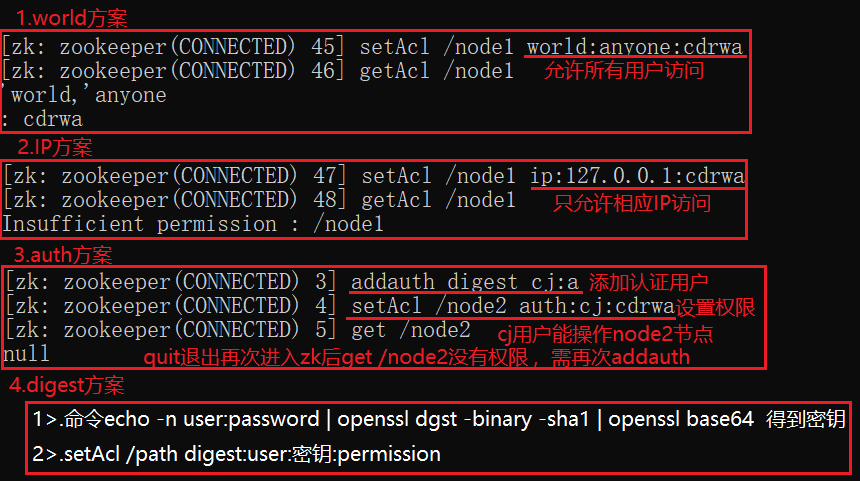 1.world方案
[zk: zookeeper(CONNECTED) 45] setAcl /node1 world:anyone:cdrwa
[zk: zookeeper(CONNECTED) 46] getAcl /node1 允许所有用户访问
'world,'anyone
: cdrwa
2.IP方案
[zk: zookeeper(CONNECTED) 47] setAcl /node1 ip:127.0.0.1:cdrwa
[zk: zookeeper(CONNECTED) 48] getAcl /node1 只允许相应IP访问
Insufficient permission : /node1
3.auth方案
[zk: zookeeper(CONNECTED) 3] addauth digest cj:a 添加认证用户
[zk: zookeeper(CONNECTED) 4] setAcl /node2 auth:cj:cdrwa设置权限
[zk: zookeeper(CONNECTED) 5] get /node2 cj用户能操作node2节点
null quit退出再次进入zk后get /node2没有权限，需再次addauth
4.digest方案
1>.命令echo -n user:password | openssl dgst -binary -sha1 | openssl base64 得到密钥
2>.setAcl /path digest:user:密钥:permission